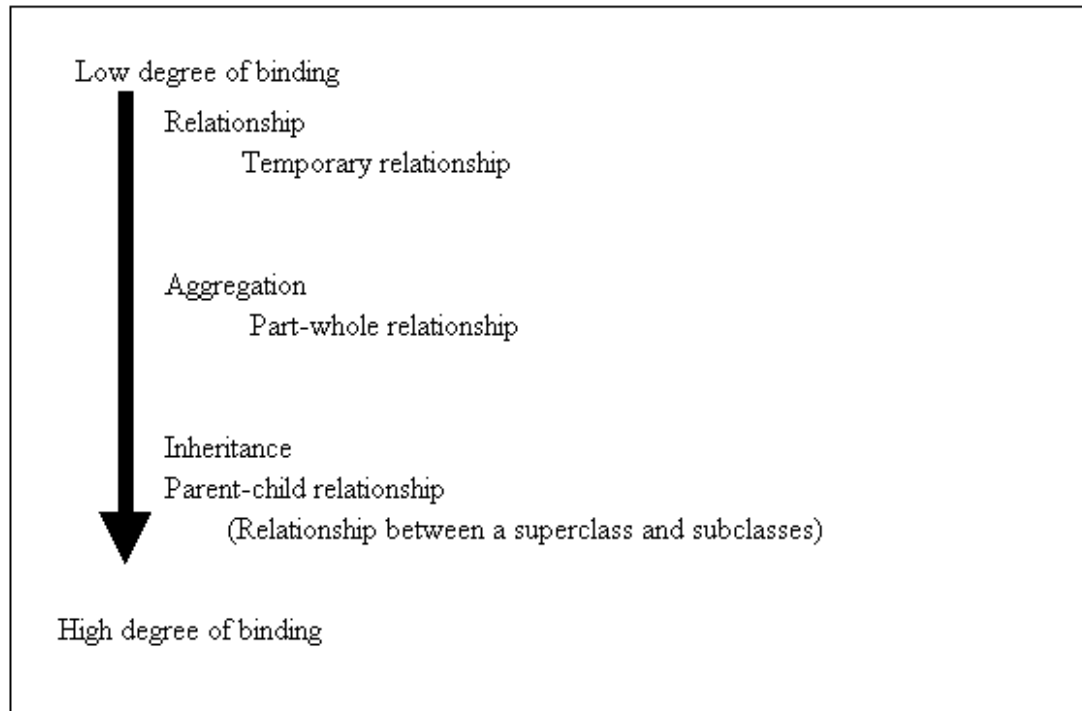 Low degree of binding
Relationship
Temporary relationship
Aggregation
Part-whole relationship
Inheritance
Parent-child relationship
(Relationship between a superclass and subclasses)
High degree of binding